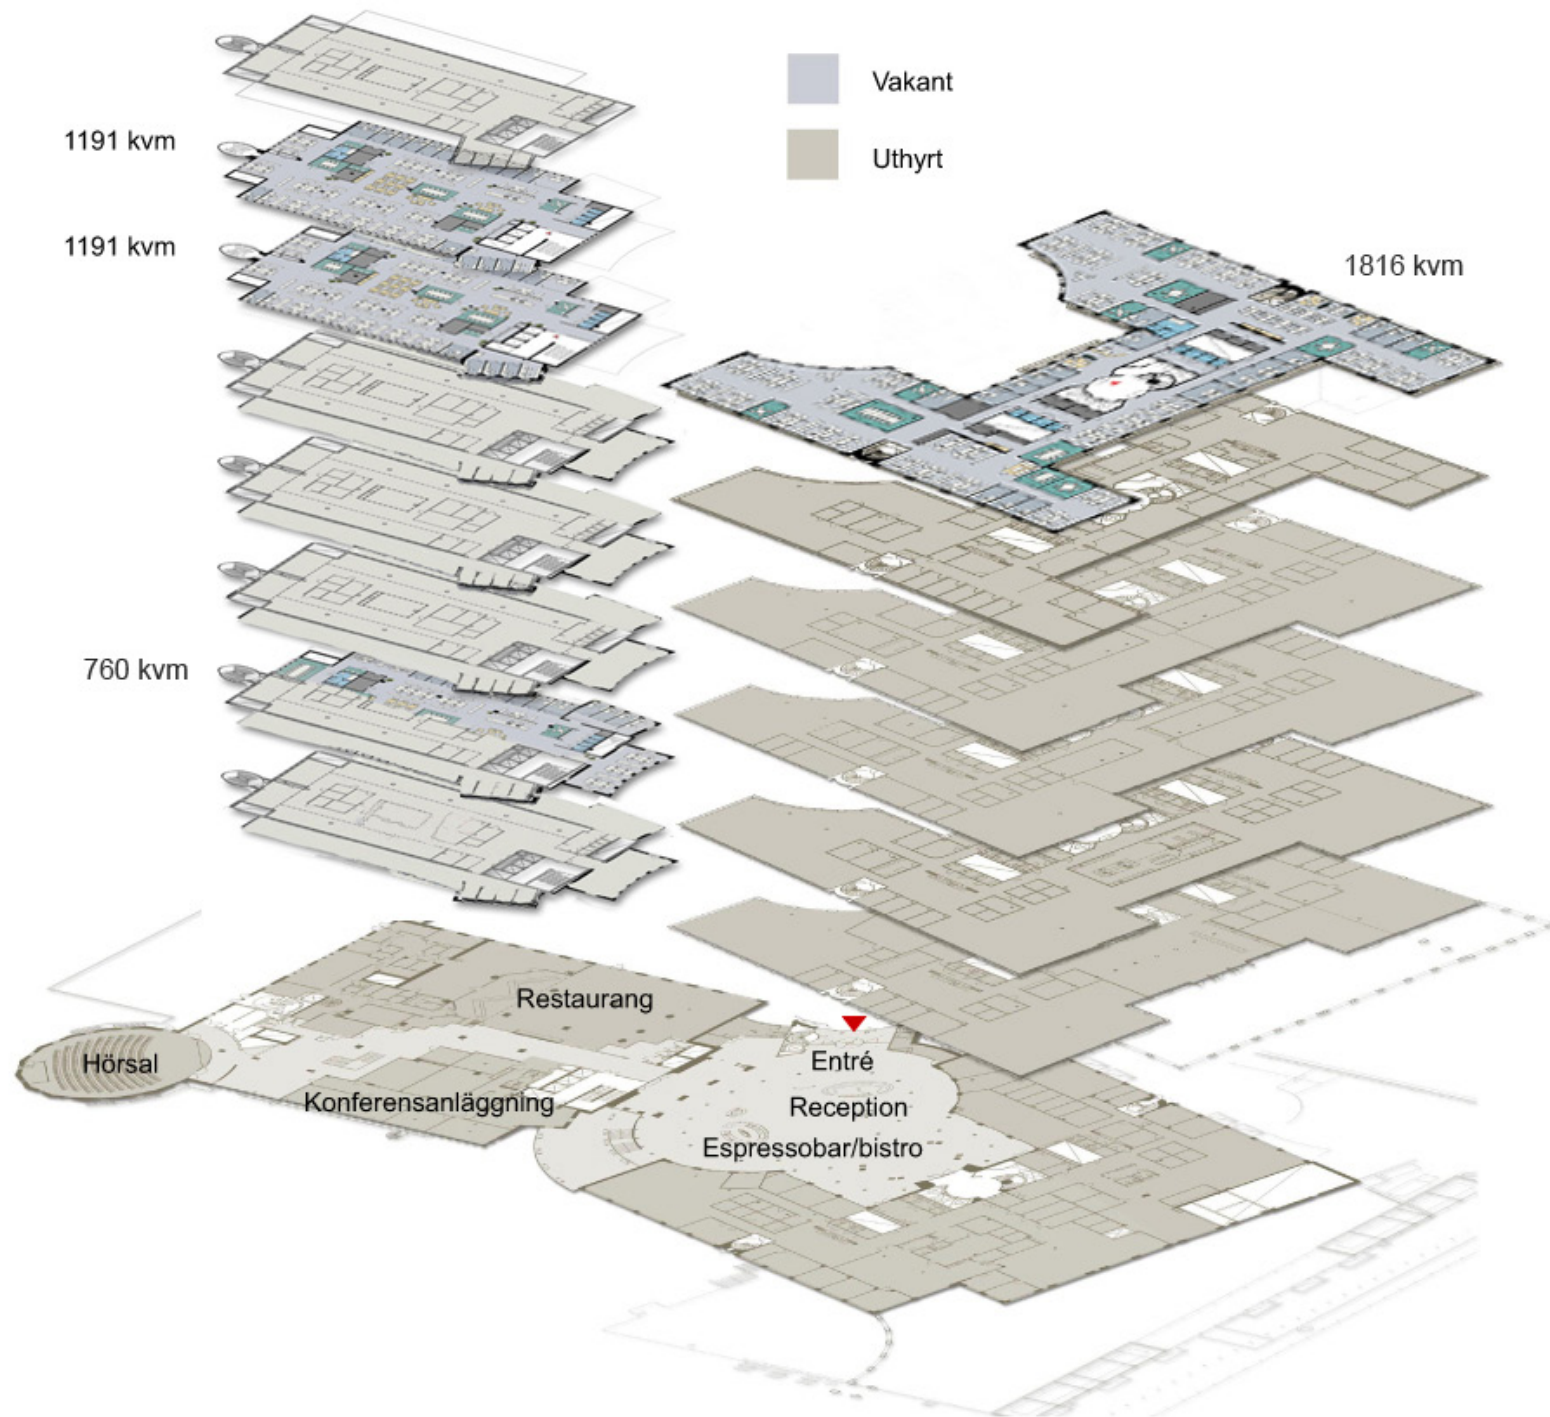 Vakant
Uthyrt
1191 kvm
1191 kvm
1816 kvm
760 kvm
Restaurang
Hörsal
Entré
Konferensanläggning
Reception
Espressobar/bistro